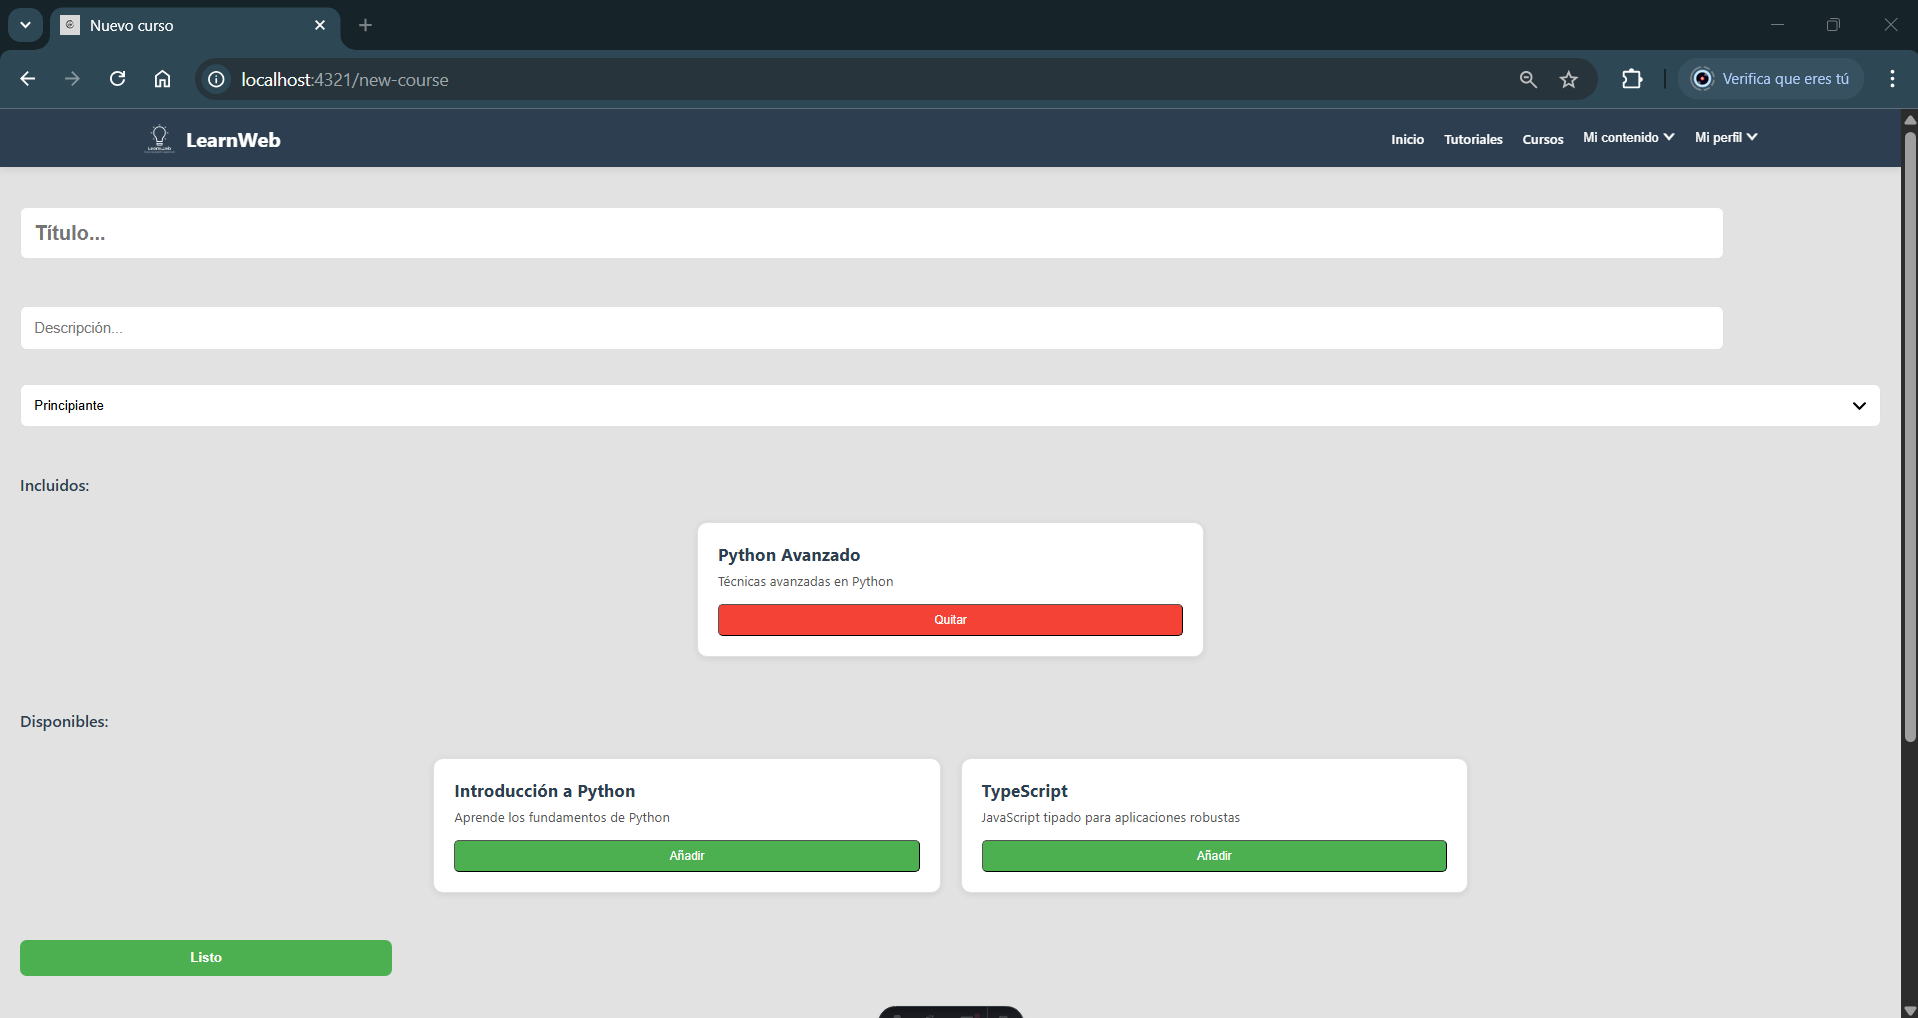 Nuevo curso
localhost:4321/new-course
Verifica que eres tú
LearnWeb
Inicio
Tutoriales
Cursos
Mi contenido
Mi perfil
Título...
Descripción...
Principiante
Incluidos:
Python Avanzado
Técnicas avanzadas en Python
Quitar
Disponibles:
Introducción a Python
Aprende los fundamentos de Python
Añadir
TypeScript
JavaScript tipado para aplicaciones robustas
Añadir
Listo